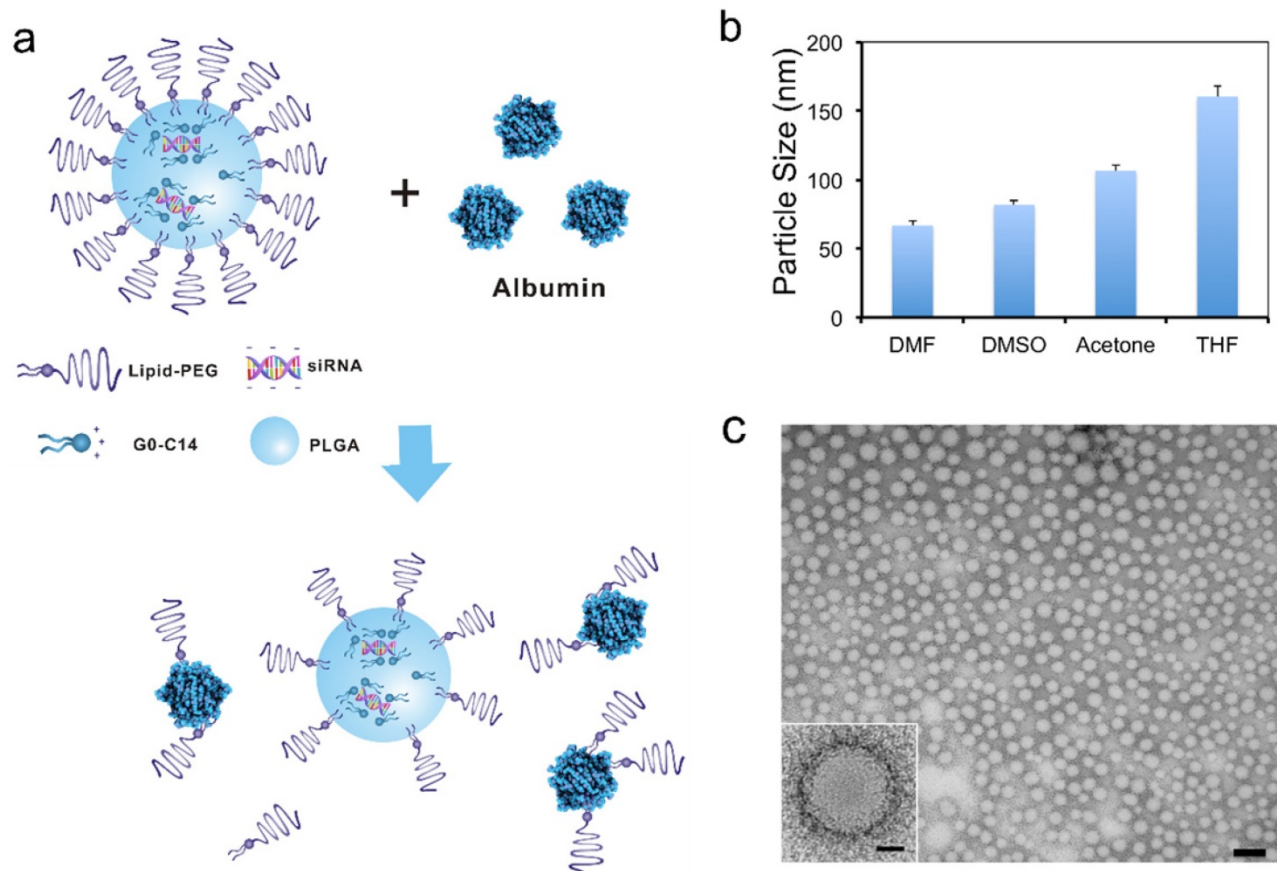 a
+
Albumin
Lipid-PEG
siRNA
G0-C14
+
+
+
PLGA
b
Particle Size (nm)
200
150
100
50
0
DMF DMSO Acetone THF
c